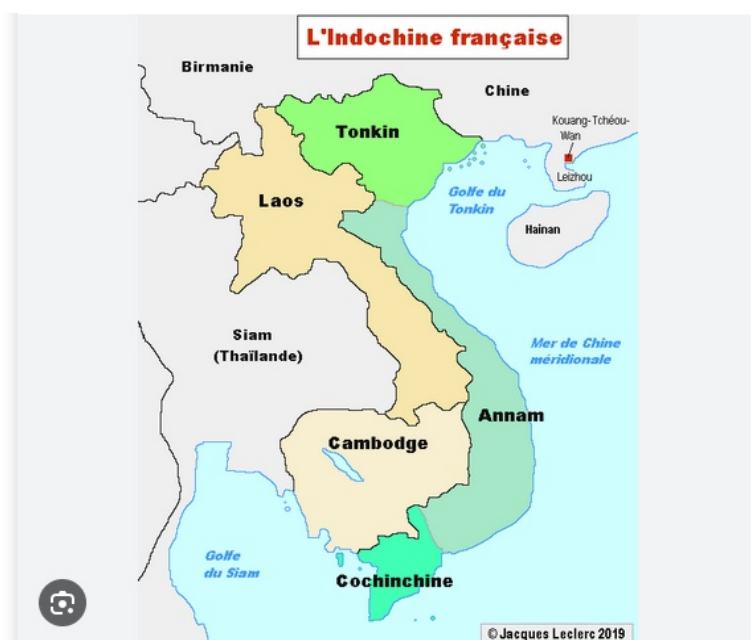 L'Indochine française
Birmanie
Chine
Kouang-Tchéou-
Wan
Tonkin
Leizhou
Laos
Golfe du
Tonkin
Hainan
Siam
(Thaïlande)
Mer de Chine
méridionale
Annam
Cambodge
Golfe
du Siam
Cochinchine
©Jacques Leclerc 2019